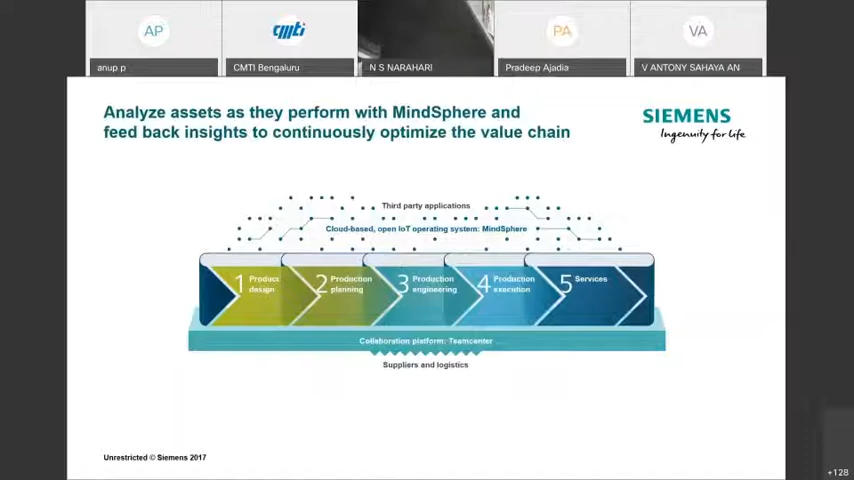 AP
cmti
PA
VA
anup p
CMTI Bengaluru
N S NARAHARI
Pradeep Ajadia
V ANTONY SAHAYA AN
Analyze assets as they perform with MindSphere and
feed back insights to continuously optimize the value chain
SIEMENS
Ingenuity for life
Third party applications
Cloud-based, open IoT operating system: MindSphere
1 Product
design
2 Production
planning
3 Production
engineering
4 Production
execution
5 Services
Collaboration platform: Teamcenter
Suppliers and logistics
Unrestricted © Siemens 2017
+128